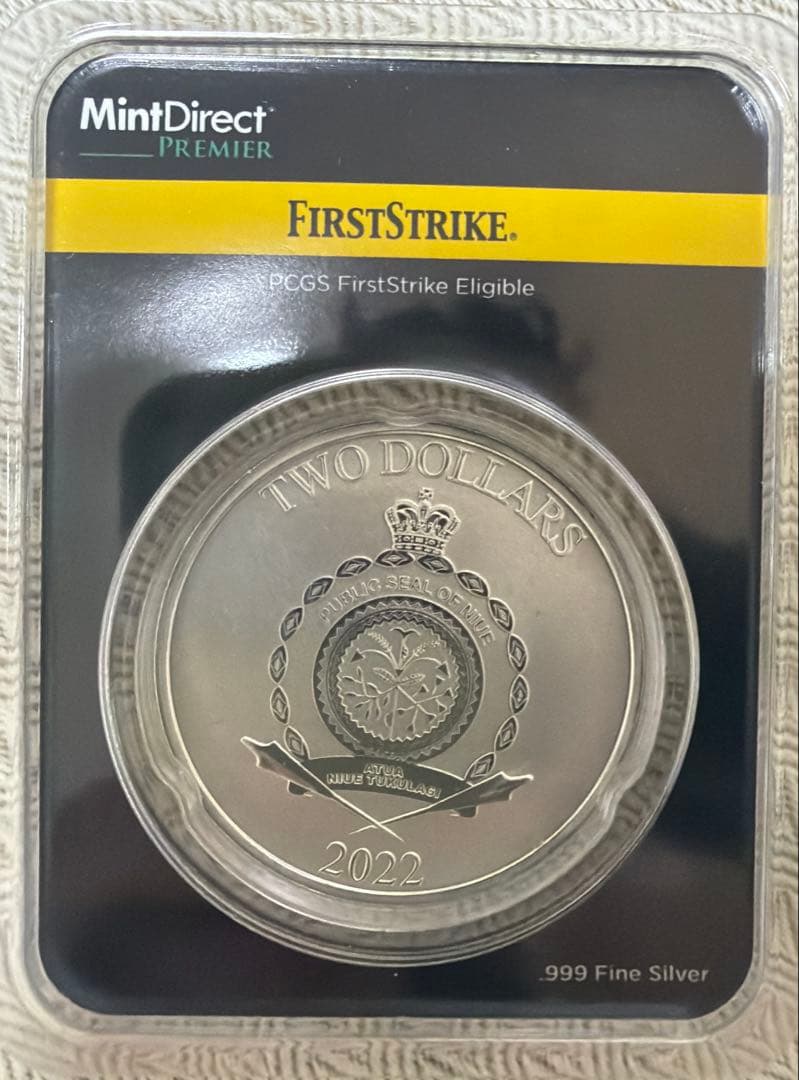 MintDirect
PREMIER
FIRSTSTRIKE®
PCGS FirstStrike Eligible
TWO DOLLARS
PUBLIC SEAL OF NIUE
ATUA
NIUE TUKULAGI
2022
.999 Fine Silver